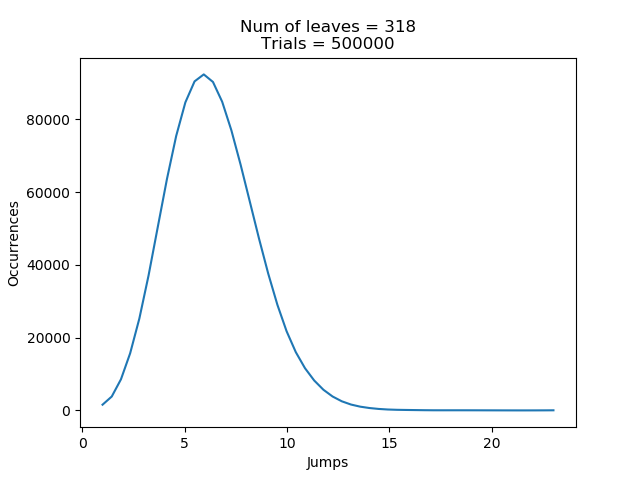 Num of leaves = 318
Trials = 500000
80000
60000
40000
20000
0
Occurrences
0 5 10 15 20
Jumps